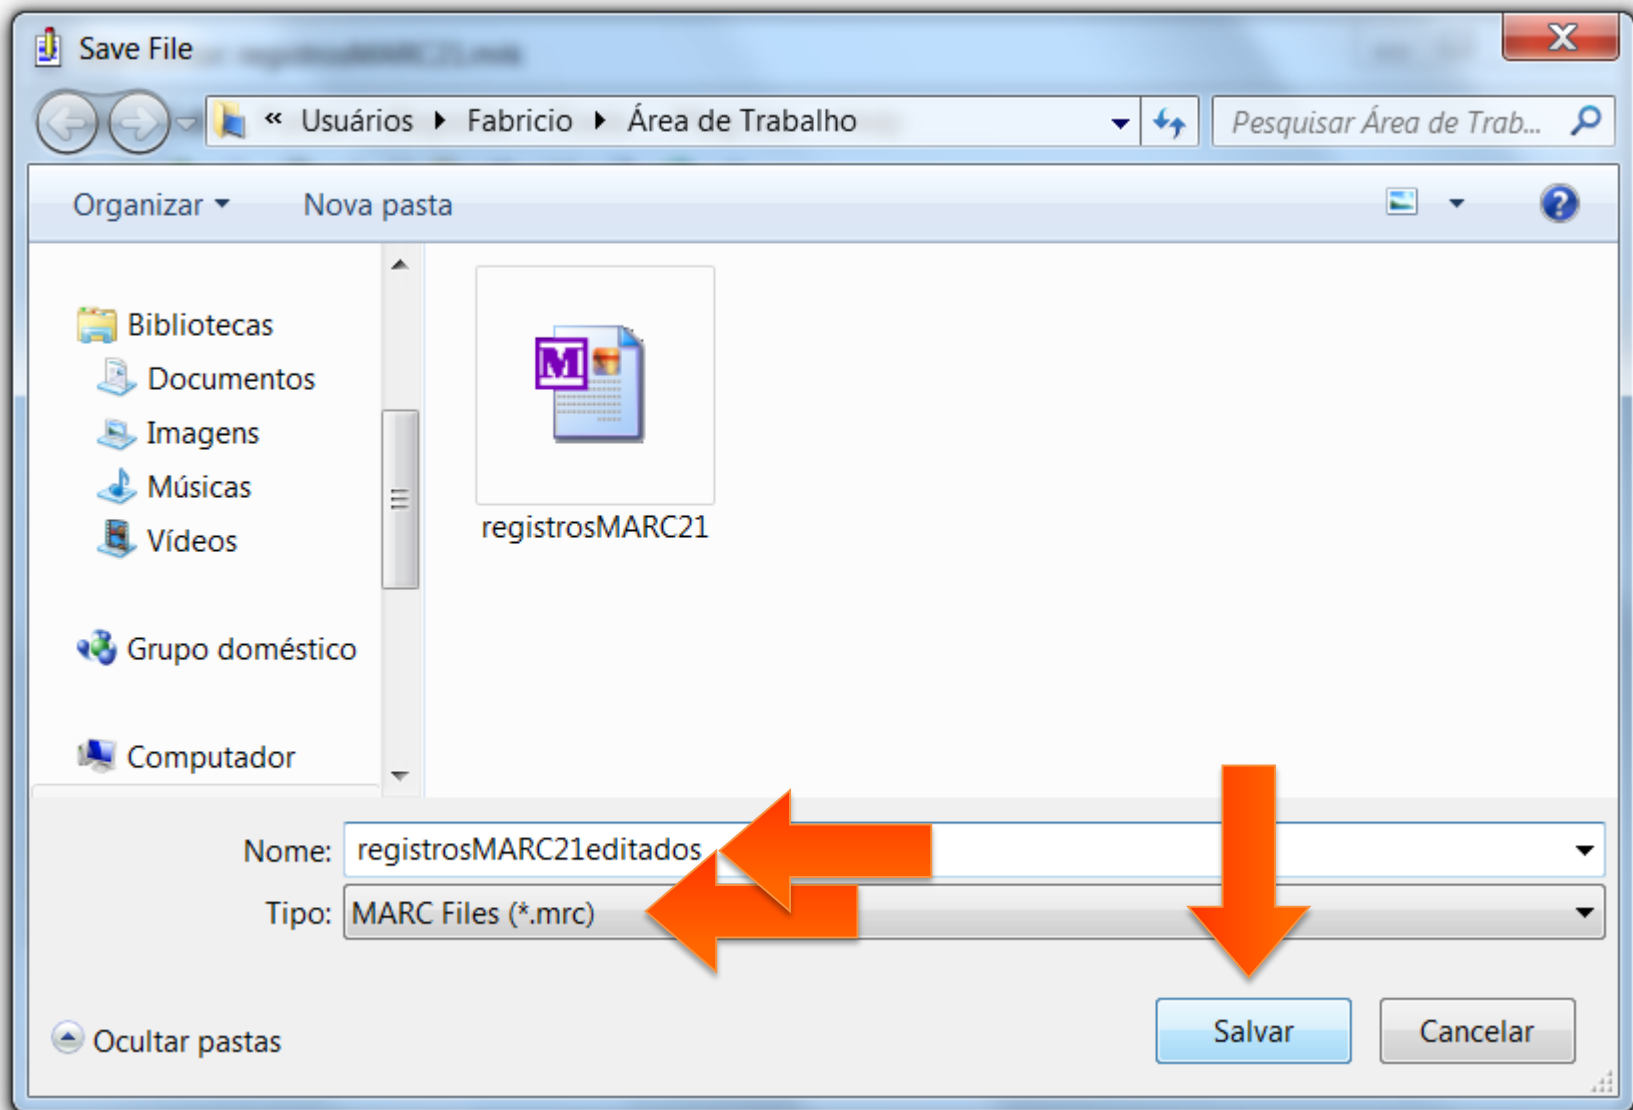 Save File
« Usuários Fabricio Área de Trabalho
Pesquisar Área de Trab...
Organizar Nova pasta
Bibliotecas
Documentos
Imagens
Músicas
Vídeos
Grupo doméstico
Computador
M
registrosMARC21
Nome: registrosMARC21editados
Tipo: MARC Files (*.mrc)
Ocultar pastas
Salvar Cancelar